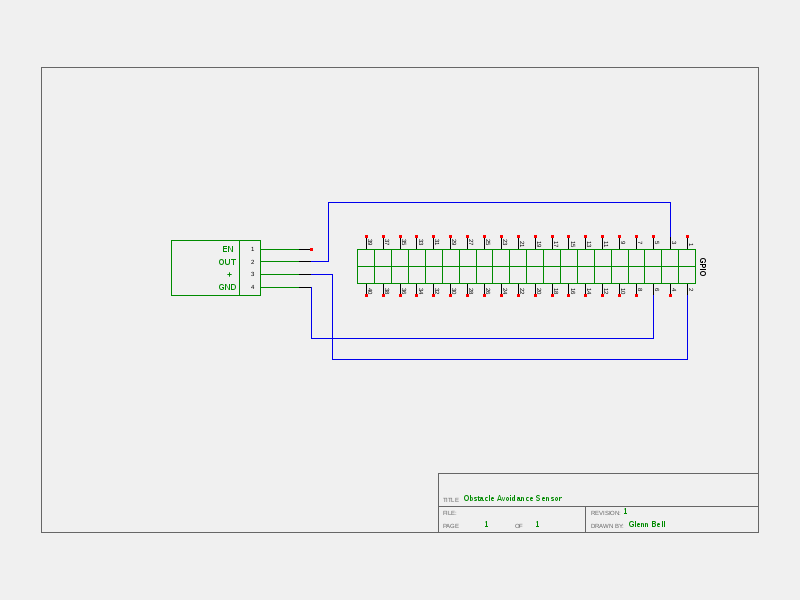 39 37 35 33 31 29 27 25 23 21 19 17 15 13 11 9 7 5 3 1
EN 1
OUT 2
+ 3
GND 4
GPIO
40 38 36 34 32 30 28 26 24 22 20 18 16 14 12 10 8 6 4 2
TITLE: Obstacle Avoidance Sensor
FILE: REVISION: 1
PAGE: 1 OF 1 DRAWN BY: Glenn Bell